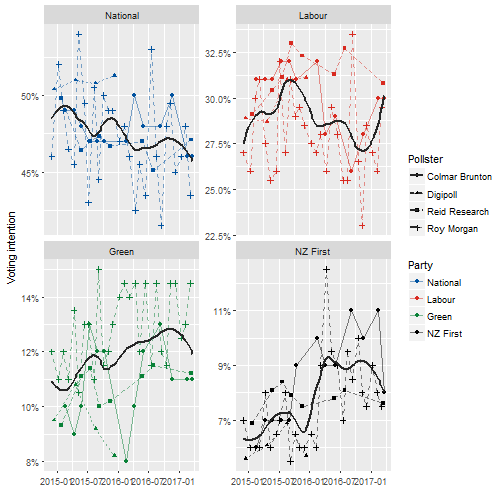 National
Labour
50%
45%
32.5%
30.0%
27.5%
25.0%
22.5%
Voting intention
Green
NZ First
14%
12%
10%
8%
11%
9%
7%
2015-01 2015-07 2016-01 2016-07 2017-01
2015-01 2015-07 2016-01 2016-07 2017-01
Pollster
Colmar Brunton
Digipoll
Reid Research
Roy Morgan
Party
National
Labour
Green
NZ First